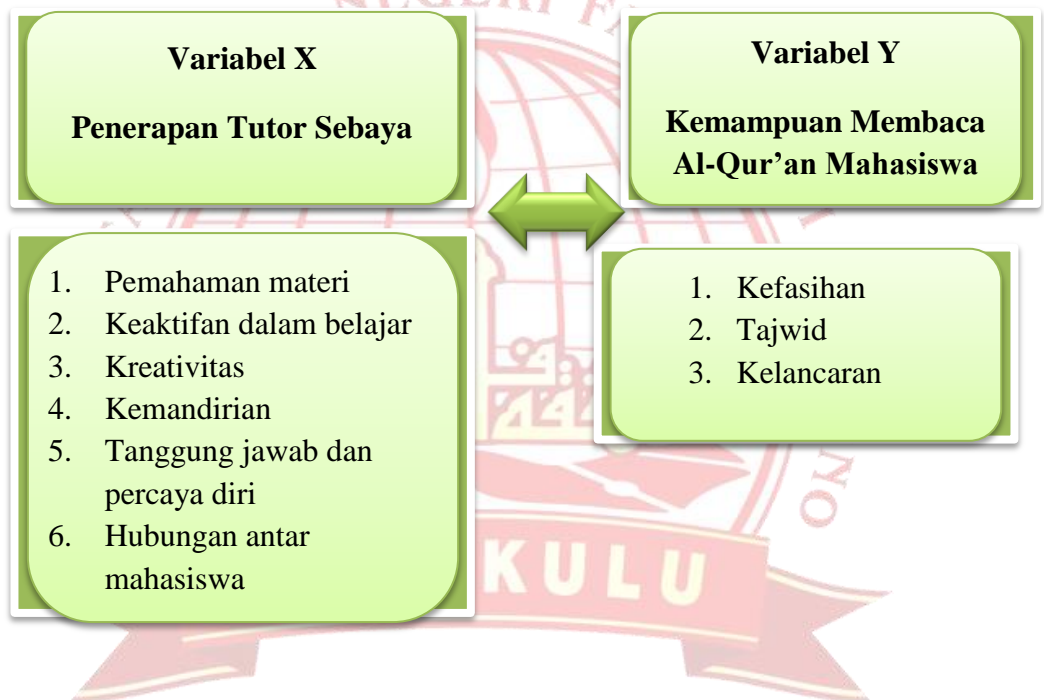 Variabel X
Penerapan Tutor Sebaya
Variabel Y
Kemampuan Membaca
Al-Qur’an Mahasiswa
1. Pemahaman materi
2. Keaktifan dalam belajar
3. Kreativitas
4. Kemandirian
5. Tanggung jawab dan
percaya diri
6. Hubungan antar
mahasiswa
1. Kefasihan
2. Tajwid
3. Kelancaran
KULU